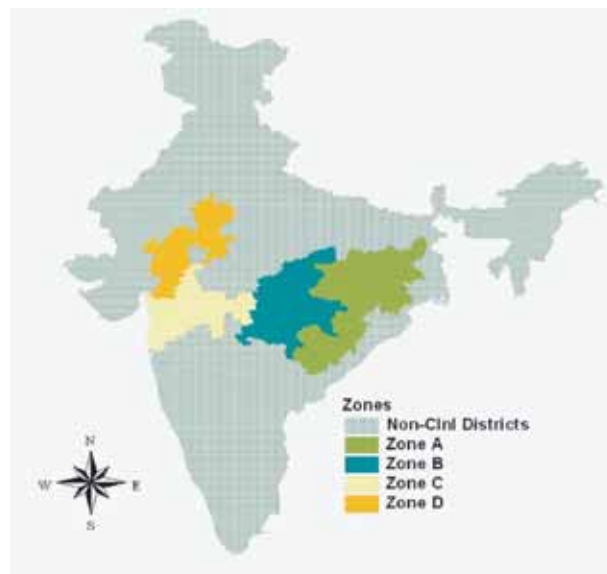 Zones
Non-CInI Districts
Zone A
Zone B
Zone C
Zone D
N
W E
S